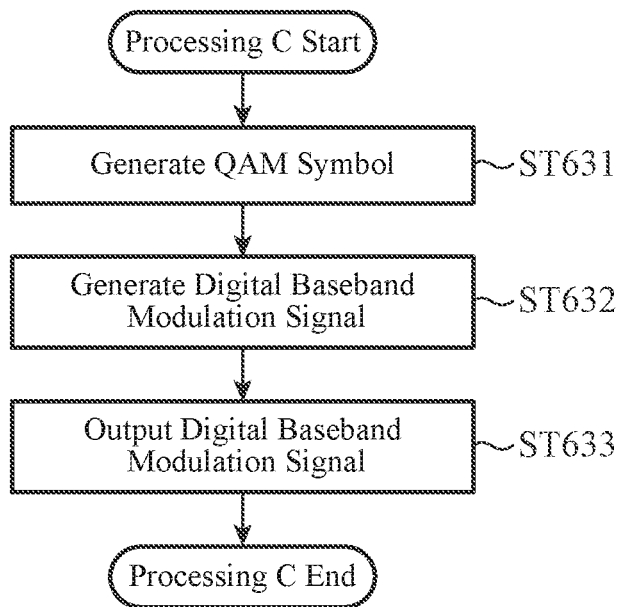 Processing C Start
Generate QAM Symbol
ST631
Generate Digital Baseband
Modulation Signal
ST632
Output Digital Baseband
Modulation Signal
ST633
Processing C End